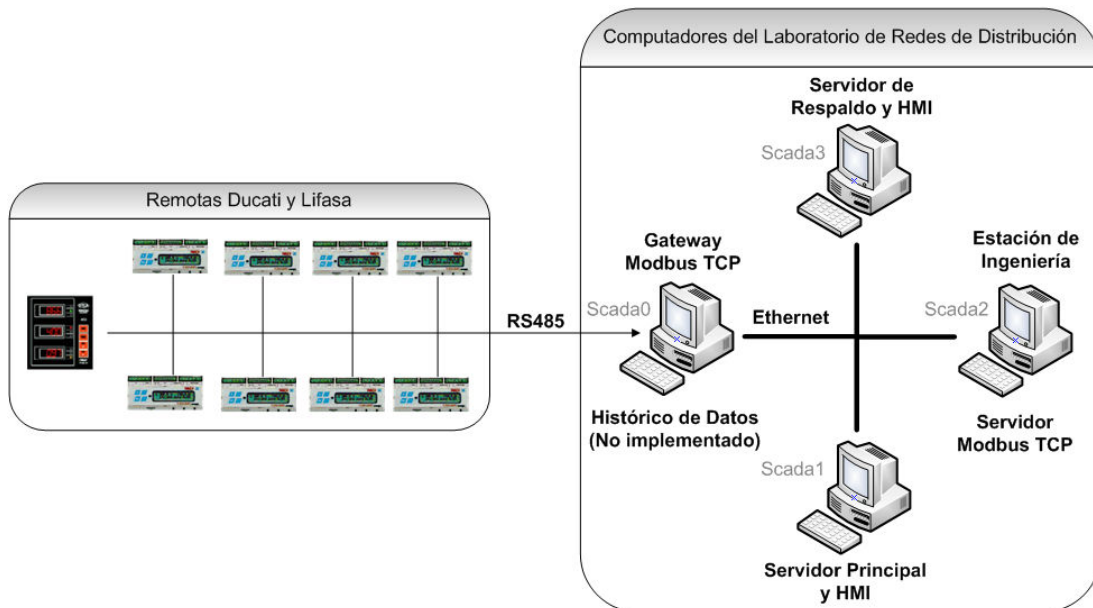 Computadores del Laboratorio de Redes de Distribución
Servidor de
Respaldo y HMI
Scada3
Remotas Ducati y Lifasa
Gateway
Modbus TCP
Scada0
RS485
Ethernet
Histórico de Datos
(No implementado)
Estación de
Ingeniería
Scada2
Servidor
Modbus TCP
Scada1
Servidor Principal
y HMI